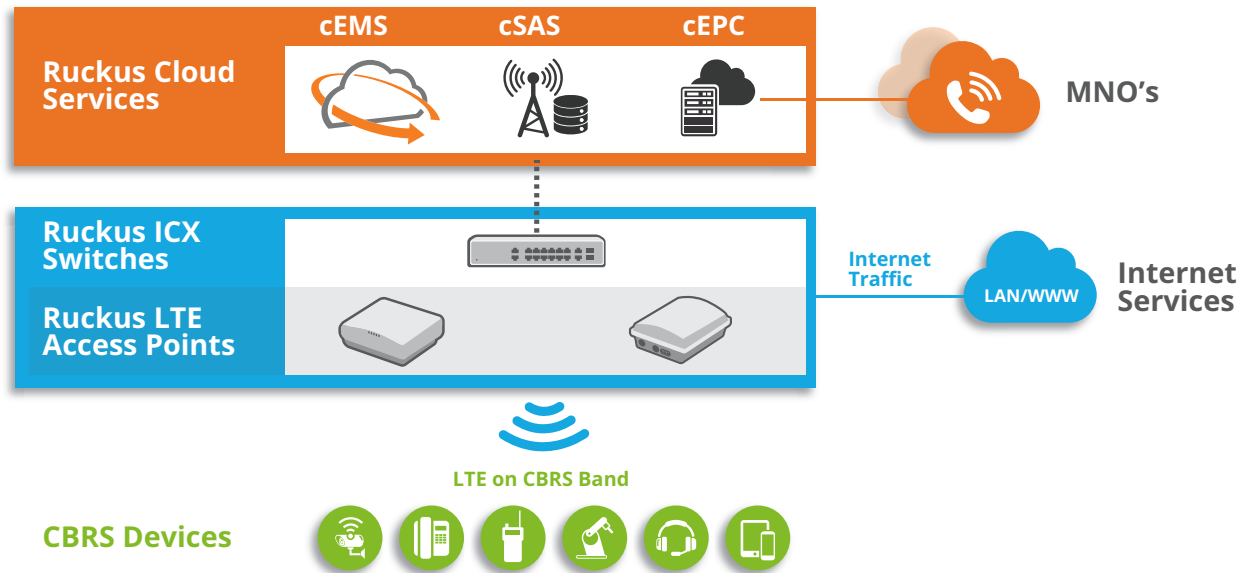 cEMS
cSAS
cEPC
Ruckus Cloud
Services
MNO's
Ruckus ICX
Switches
Internet
Traffic
LAN/WWW
Internet
Services
Ruckus LTE
Access Points
LTE on CBRS Band
CBRS Devices